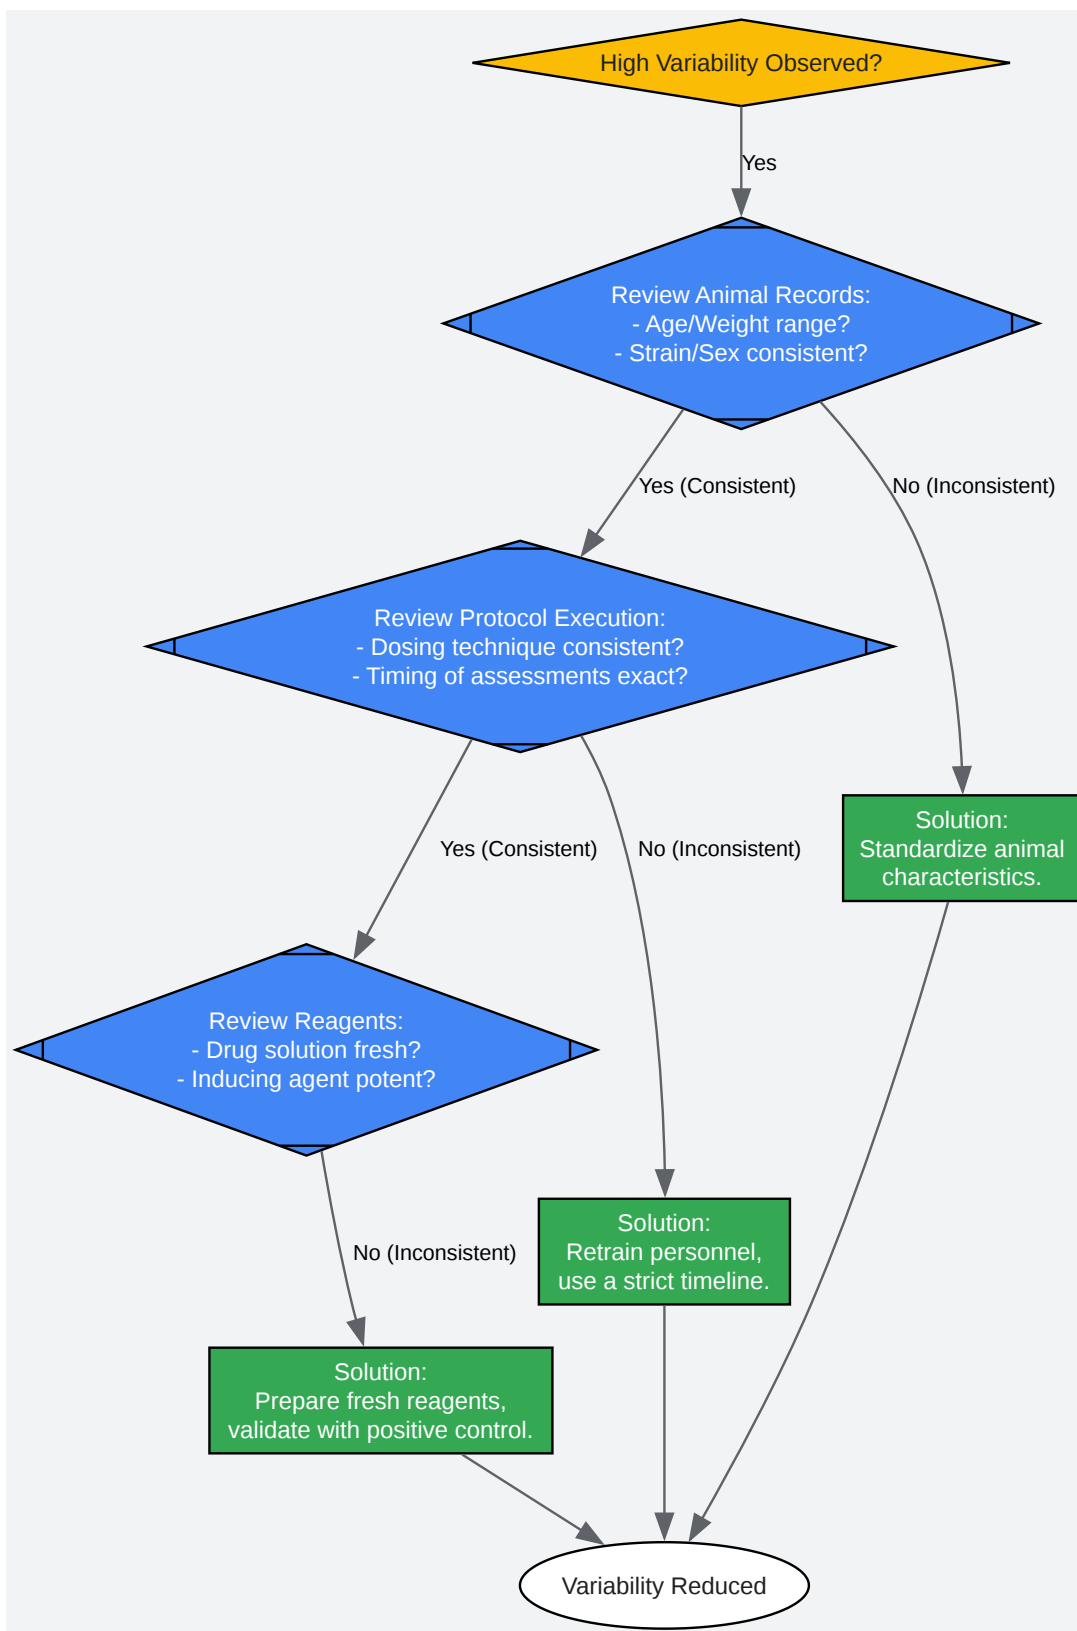 High Variability Observed?
Yes
Review Animal Records:
- Age/Weight range?
- Strain/Sex consistent?
Yes (Consistent)
No (Inconsistent)
Review Protocol Execution:
- Dosing technique consistent?
- Timing of assessments exact?
Yes (Consistent)
No (Inconsistent)
Solution:
Standardize animal
characteristics.
Review Reagents:
- Drug solution fresh?
- Inducing agent potent?
No (Inconsistent)
Solution:
Retrain personnel,
use a strict timeline.
Solution:
Prepare fresh reagents,
validate with positive control.
Variability Reduced